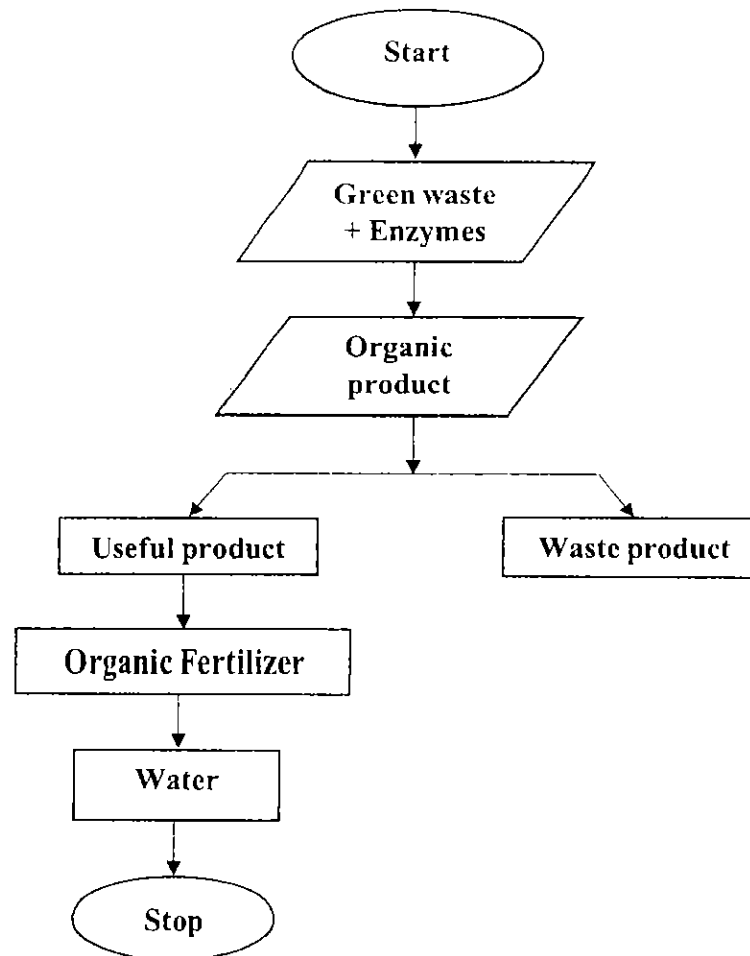 Start
Green waste
+ Enzymes
Organic
product
Useful product
Waste product
Organic Fertilizer
Water
Stop